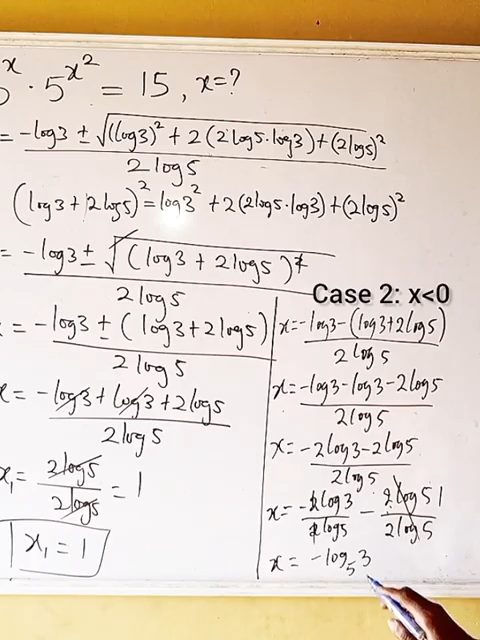 3^x · 5^x² = 15, x=?
= -log3 ± √((log3)² + 2(2log5·log3)+(2log5)²
2log5
(log3 + 2log5)² = log3² + 2(2log5·log3) + (2log5)²
= -log3 ± √(log3 + 2log5)²
2log5
x = -log3 ± (log3+2log5)
2log5
x = -log3 + log3 + 2log5
2log5
x₁ = 2log5
2log5
= 1
x₁ = 1
Case 2: x<0
x = -log3 - (log3+2log5)
2log5
x = -log3 - log3 - 2log5
2log5
x = -2log3 - 2log5
2log5
x = -2log3 - 2log5 1
2log5 2log5
x = -log₅3